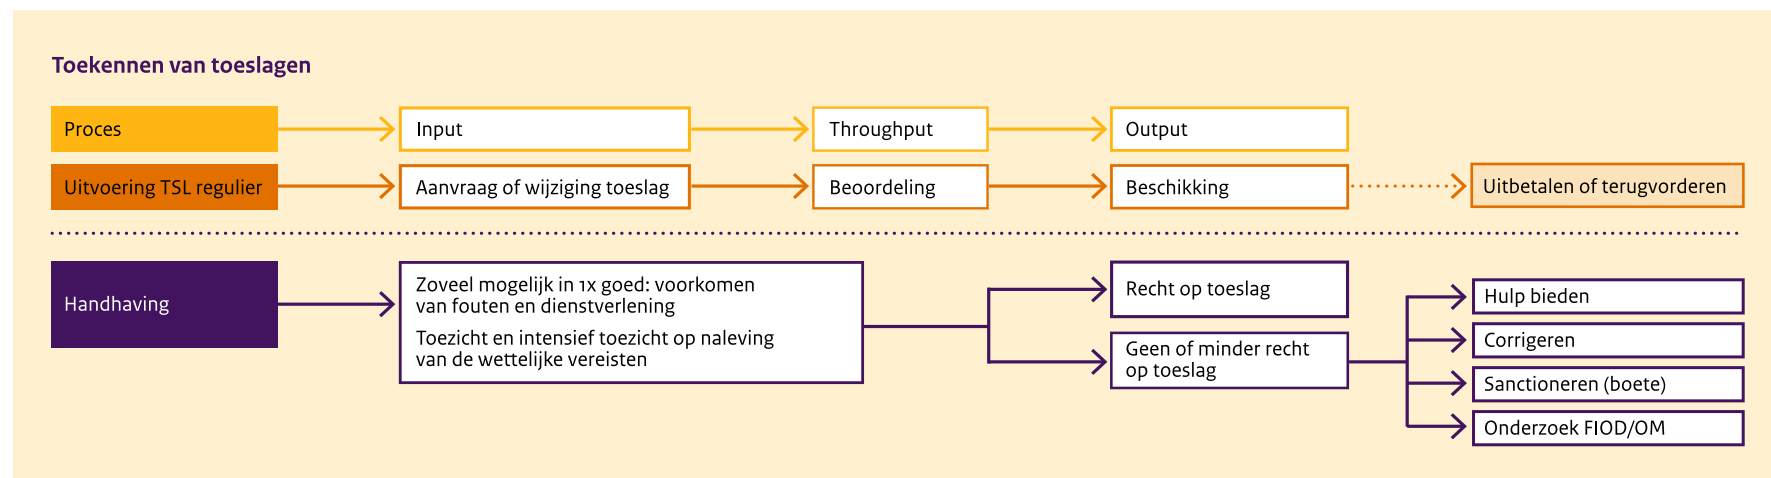 Toekennen van toeslagen
Proces
Input
Throughput
Output
Uitvoering TSL regulier
Aanvraag of wijziging toeslag
Beoordeling
Beschikking
Uitbetalen of terugvorderen
Handhaving
Zoveel mogelijk in 1x goed: voorkomen
van fouten en dienstverlening
Toezicht en intensief toezicht op naleving
van de wettelijke vereisten
Recht op toeslag
Geen of minder recht
op toeslag
Hulp bieden
Corrigeren
Sanctioneren (boete)
Onderzoek FIOD/OM